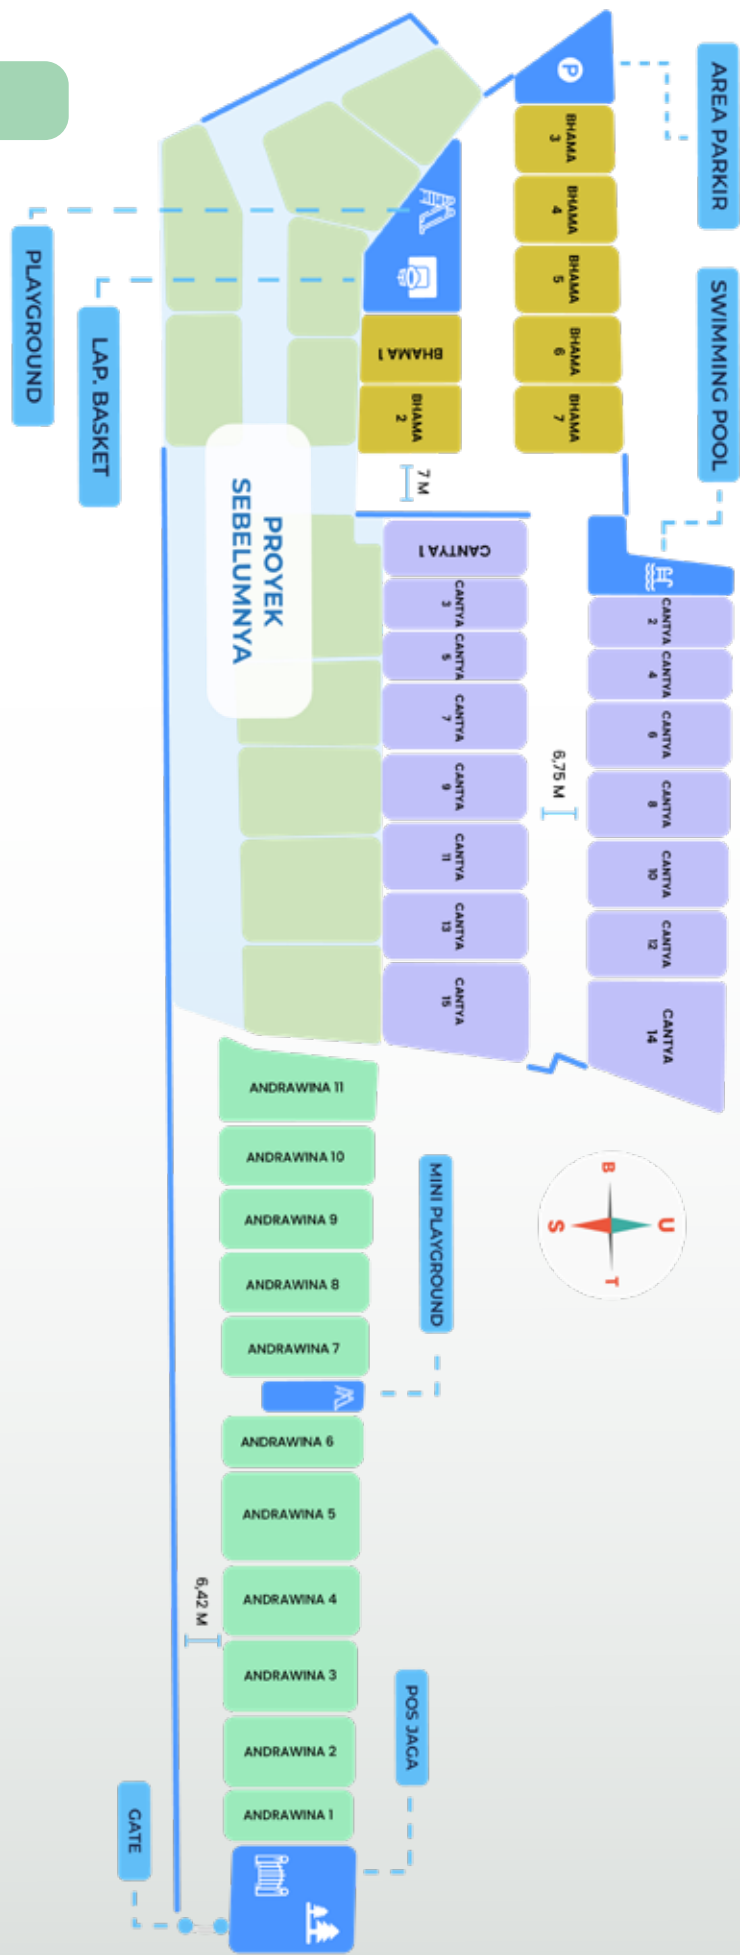 AREA PARKIR
P
BHAMA
3
BHAMA
4
BHAMA
5
BHAMA
6
BHAMA
7
PLAYGROUND
LAP. BASKET
SWIMMING POOL
BHAMA 1
BHAMA
2
7 M
PROYEK
SEBELUMNYA
CANTYA 1
CANTYA
3
CANTYA
5
CANTYA
7
CANTYA
9
CANTYA
11
CANTYA
13
CANTYA
15
6,75 M
CANTYA
2
CANTYA
4
CANTYA
6
CANTYA
8
CANTYA
10
CANTYA
12
CANTYA
14
B
U
S
T
ANDRAWINA 11
ANDRAWINA 10
ANDRAWINA 9
ANDRAWINA 8
ANDRAWINA 7
MINI PLAYGROUND
ANDRAWINA 6
ANDRAWINA 5
ANDRAWINA 4
ANDRAWINA 3
ANDRAWINA 2
ANDRAWINA 1
6,42 M
POS JAGA
GATE